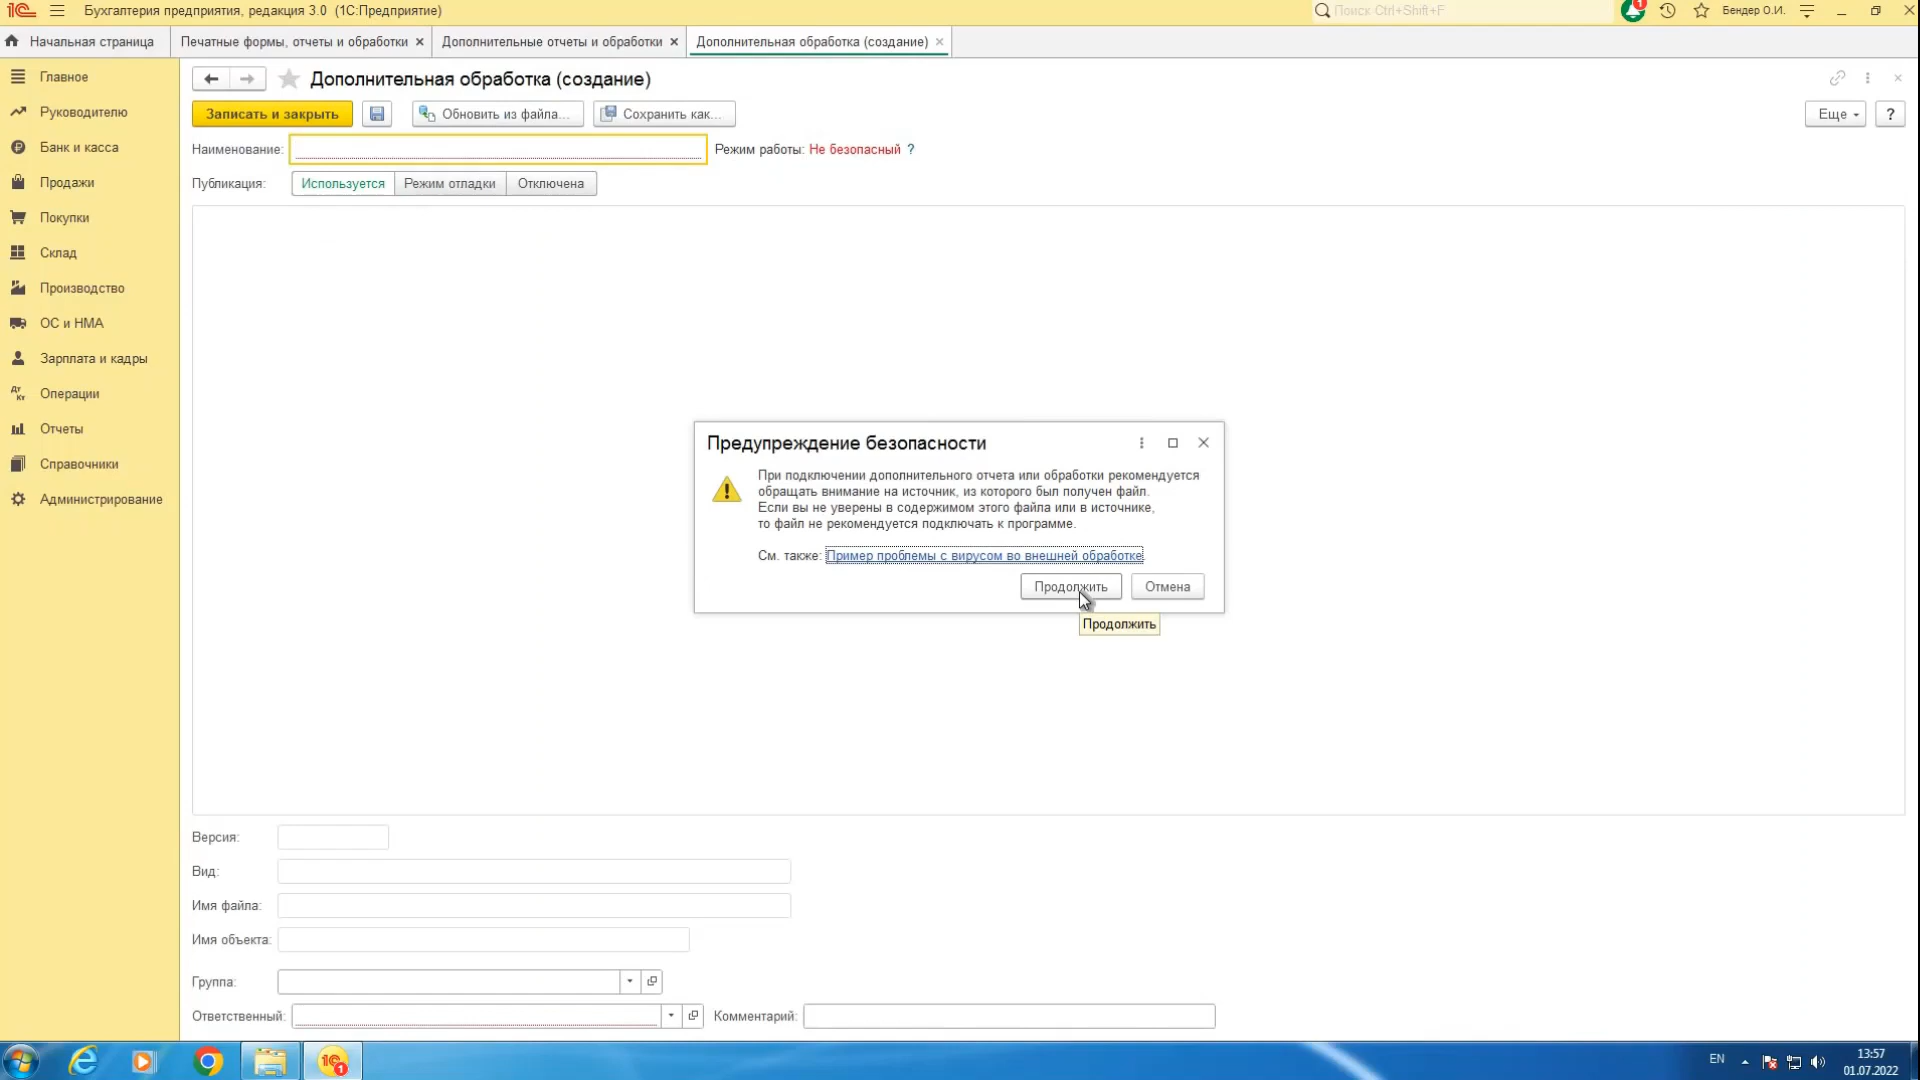 Бухгалтерия предприятия, редакция 3.0 (1С:Предприятие)
Поиск Ctrl+Shift+F
1
Бендер О.И.
Начальная страница
Печатные формы, отчеты и обработки ×
Дополнительные отчеты и обработки ×
Дополнительная обработка (создание) ×
Главное
Руководителю
Банк и касса
Продажи
Покупки
Склад
Производство
ОС и НМА
Зарплата и кадры
Операции
Отчеты
Справочники
Администрирование
Дополнительная обработка (создание)
Записать и закрыть
Обновить из файла...
Сохранить как...
Еще
?
Наименование:
Режим работы: Не безопасный ?
Публикация:
Используется
Режим отладки
Отключена
Предупреждение безопасности
При подключении дополнительного отчета или обработки рекомендуется
обращать внимание на источник, из которого был получен файл.
Если вы не уверены в содержимом этого файла или в источнике,
то файл не рекомендуется подключать к программе.
См. также: Пример проблемы с вирусом во внешней обработке.
Продолжить
Отмена
Продолжить
Версия:
Вид:
Имя файла:
Имя объекта:
Группа:
Ответственный:
Комментарий:
EN
13:57
01.07.2022